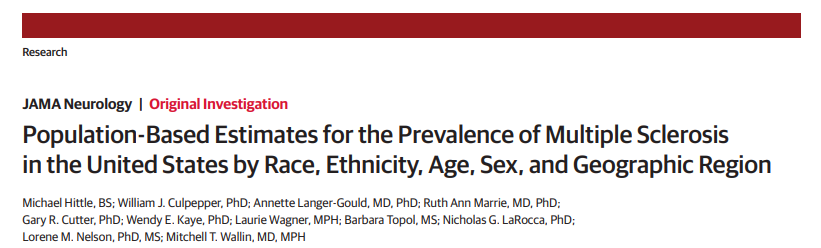 Research
JAMA Neurology | Original Investigation
Population-Based Estimates for the Prevalence of Multiple Sclerosis
in the United States by Race, Ethnicity, Age, Sex, and Geographic Region
Michael Hittle, BS; William J. Culpepper, PhD; Annette Langer-Gould, MD, PhD; Ruth Ann Marrie, MD, PhD;
Gary R. Cutter, PhD; Wendy E. Kaye, PhD; Laurie Wagner, MPH; Barbara Topol, MS; Nicholas G. LaRocca, PhD;
Lorene M. Nelson, PhD, MS; Mitchell T. Wallin, MD, MPH